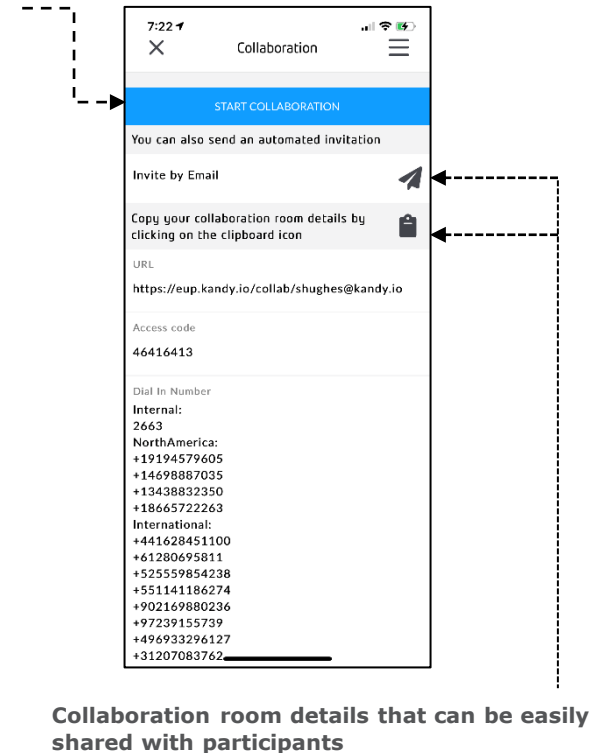 7:22
Collaboration
START COLLABORATION
You can also send an automated invitation
Invite by Email
Copy your collaboration room details by
clicking on the clipboard icon
URL
https://eup.kandy.io/collab/shughes@kandy.io
Access code
46416413
Dial In Number
Internal:
2663
NorthAmerica:
+19194579605
+14698887035
+13438832350
+18665722263
International:
+441628451100
+61280695811
+525559854238
+551141186274
+902169880236
+97239155739
+496933296127
+31207083762
Collaboration room details that can be easily
shared with participants